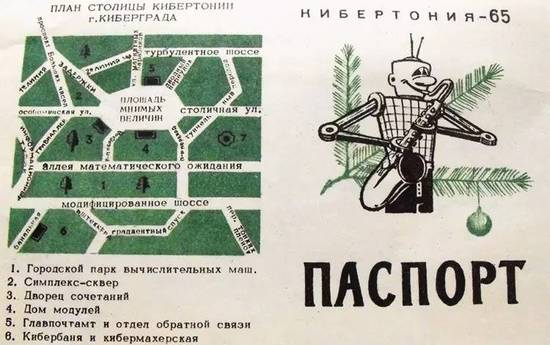 ПЛАН СТОЛИЦЫ КИБЕРТОНИИ
г.КИБЕРГРАДА
турбулентное шоссе
ПЛОЩАДЬ
МНИМЫХ
ВЕЛИЧИН
столичная ул.
аллея математического ожидания
модифицированное шоссе
градиентный спуск
1. Городской парк вычислительных маш.
2. Симплекс-сквер
3. Дворец сочетаний
4. Дом модулей
5. Главпочтамт и отдел обратной связи
6. Кибербаня и кибермахерская
КИБЕРТОНИЯ-65
ПАСПОРТ